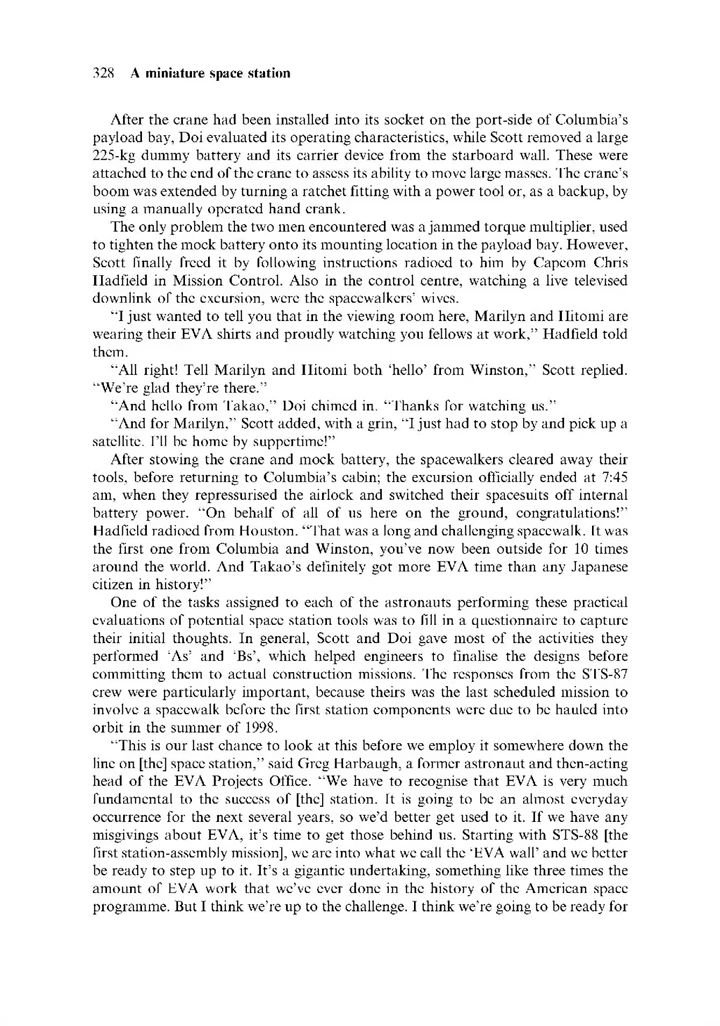 328 A miniature space station
After the crane had been installed into its socket on the port-side of Columbia's
payload bay, Doi evaluated its operating characteristics, while Scott removed a large
225-kg dummy battery and its carrier device from the starboard wall. These were
attached to the end of the crane to assess its ability to move large masses. The crane's
boom was extended by turning a ratchet fitting with a power tool or, as a backup, by
using a manually operated hand crank.
The only problem the two men encountered was a jammed torque multiplier, used
to tighten the mock battery onto its mounting location in the payload bay. However,
Scott finally freed it by following instructions radioed to him by Capcom Chris
Hadfield in Mission Control. Also in the control centre, watching a live televised
downlink of the excursion, were the spacewalkers' wives.
"I just wanted to tell you that in the viewing room here, Marilyn and Hitomi are
wearing their EVA shirts and proudly watching you fellows at work," Hadfield told
them.
"All right! Tell Marilyn and Hitomi both 'hello' from Winston," Scott replied.
"We're glad they're there."
"And hello from Takao," Doi chimed in. "Thanks for watching us."
"And for Marilyn," Scott added, with a grin, "I just had to stop by and pick up a
satellite. I'll be home by suppertime!"
After stowing the crane and mock battery, the spacewalkers cleared away their
tools, before returning to Columbia's cabin; the excursion officially ended at 7:45
am, when they repressurised the airlock and switched their spacesuits off internal
battery power. "On behalf of all of us here on the ground, congratulations!"
Hadfield radioed from Houston. "That was a long and challenging spacewalk. It was
the first one from Columbia and Winston, you've now been outside for 10 times
around the world. And Takao's definitely got more EVA time than any Japanese
citizen in history!"
One of the tasks assigned to each of the astronauts performing these practical
evaluations of potential space station tools was to fill in a questionnaire to capture
their initial thoughts. In general, Scott and Doi gave most of the activities they
performed 'As' and 'Bs', which helped engineers to finalise the designs before
committing them to actual construction missions. The responses from the STS-87
crew were particularly important, because theirs was the last scheduled mission to
involve a spacewalk before the first station components were due to be hauled into
orbit in the summer of 1998.
"This is our last chance to look at this before we employ it somewhere down the
line on [the] space station," said Greg Harbaugh, a former astronaut and then-acting
head of the EVA Projects Office. "We have to recognise that EVA is very much
fundamental to the success of [the] station. It is going to be an almost everyday
occurrence for the next several years, so we'd better get used to it. If we have any
misgivings about EVA, it's time to get those behind us. Starting with STS-88 [the
first station-assembly mission], we are into what we call the 'EVA wall' and we better
be ready to step up to it. It's a gigantic undertaking, something like three times the
amount of EVA work that we've ever done in the history of the American space
programme. But I think we're up to the challenge. I think we're going to be ready for